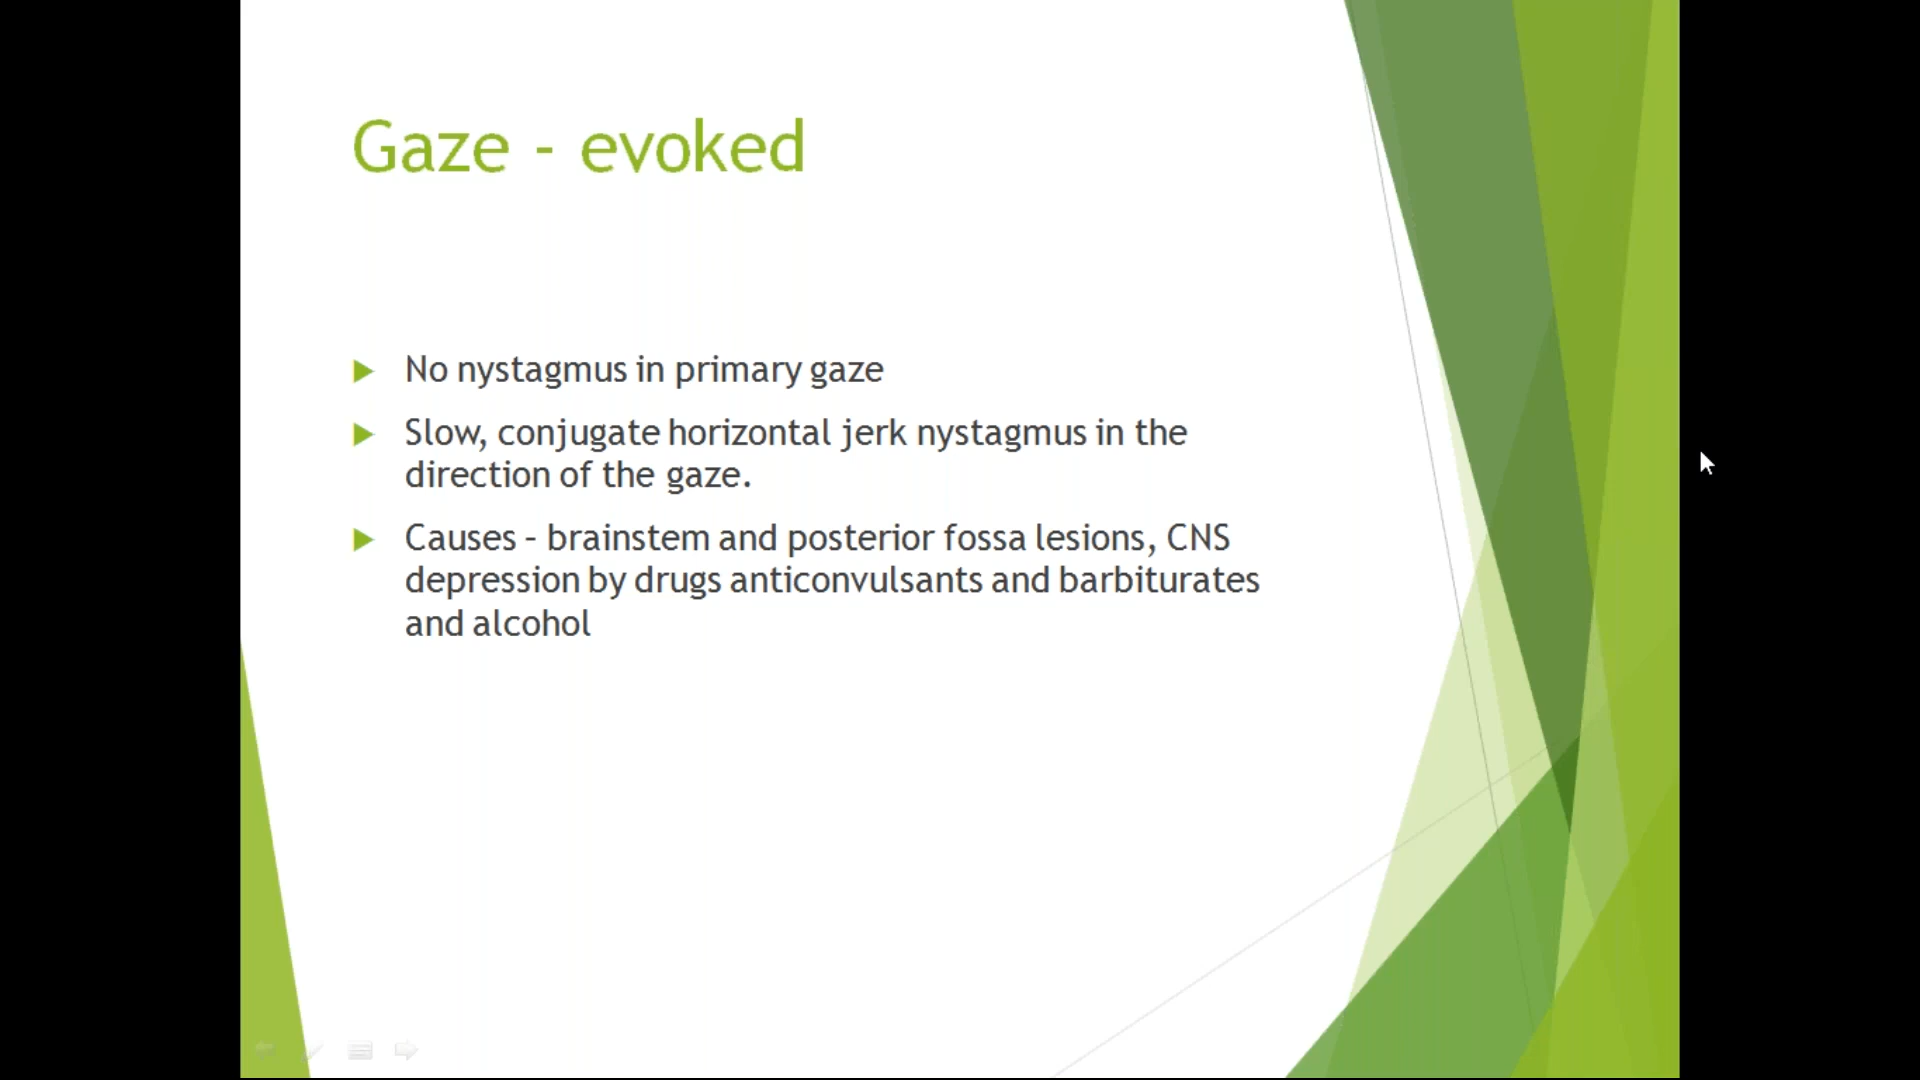 Gaze - evoked
No nystagmus in primary gaze
Slow, conjugate horizontal jerk nystagmus in the
direction of the gaze.
Causes – brainstem and posterior fossa lesions, CNS
depression by drugs anticonvulsants and barbiturates
and alcohol